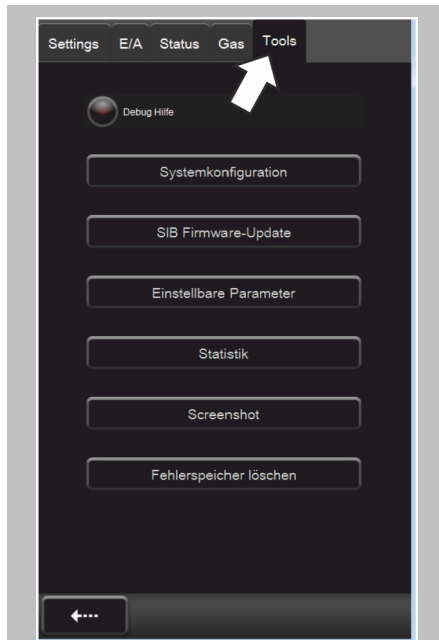 Settings E/A Status Gas Tools
Debug Hilfe
Systemkonfiguration
SIB Firmware-Update
Einstellbare Parameter
Statistik
Screenshot
Fehlerspeicher löschen